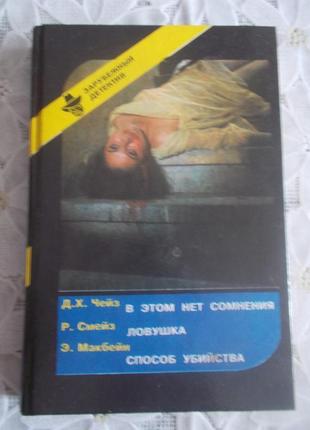 ЗАРУБЕЖНЫЙ
ДЕТЕКТИВ
Д.Х. Чейз В ЭТОМ НЕТ СОМНЕНИЯ
Р. Смейз ЛОВУШКА
Э. Макбейн СПОСОБ УБИЙСТВА